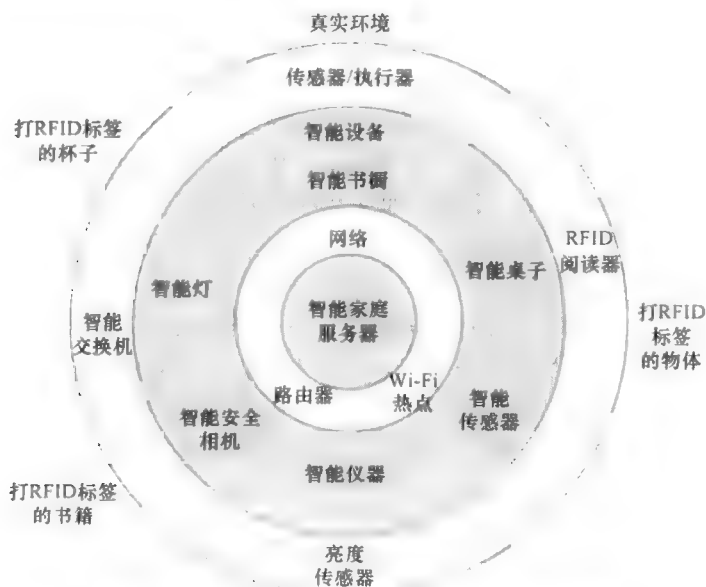 真实环境
传感器/执行器
打RFID标签
的杯子
智能设备
智能书橱
网络
RFID
阅读器
智能桌子
智能灯
智能家庭
服务器
智能
交换机
打RFID
标签
的物体
Wi-Fi
热点
路由器
智能
传感器
智能安全
相机
智能仪器
打RFID标签
的书籍
亮度
传感器